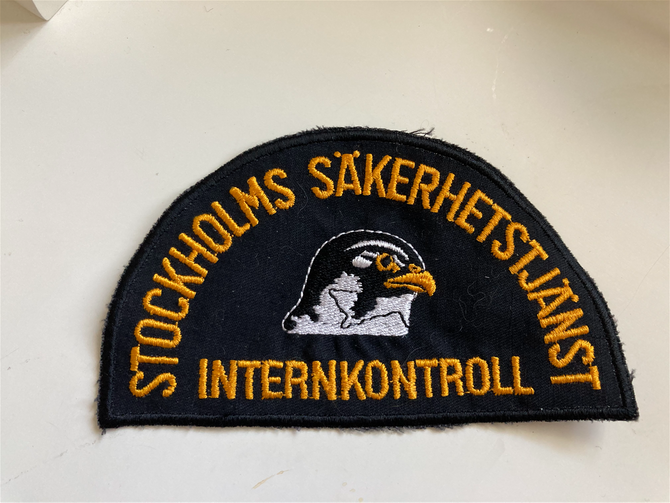 STOCKHOLMS SÄKERHETSTJÄNST
INTERNKONTROLL